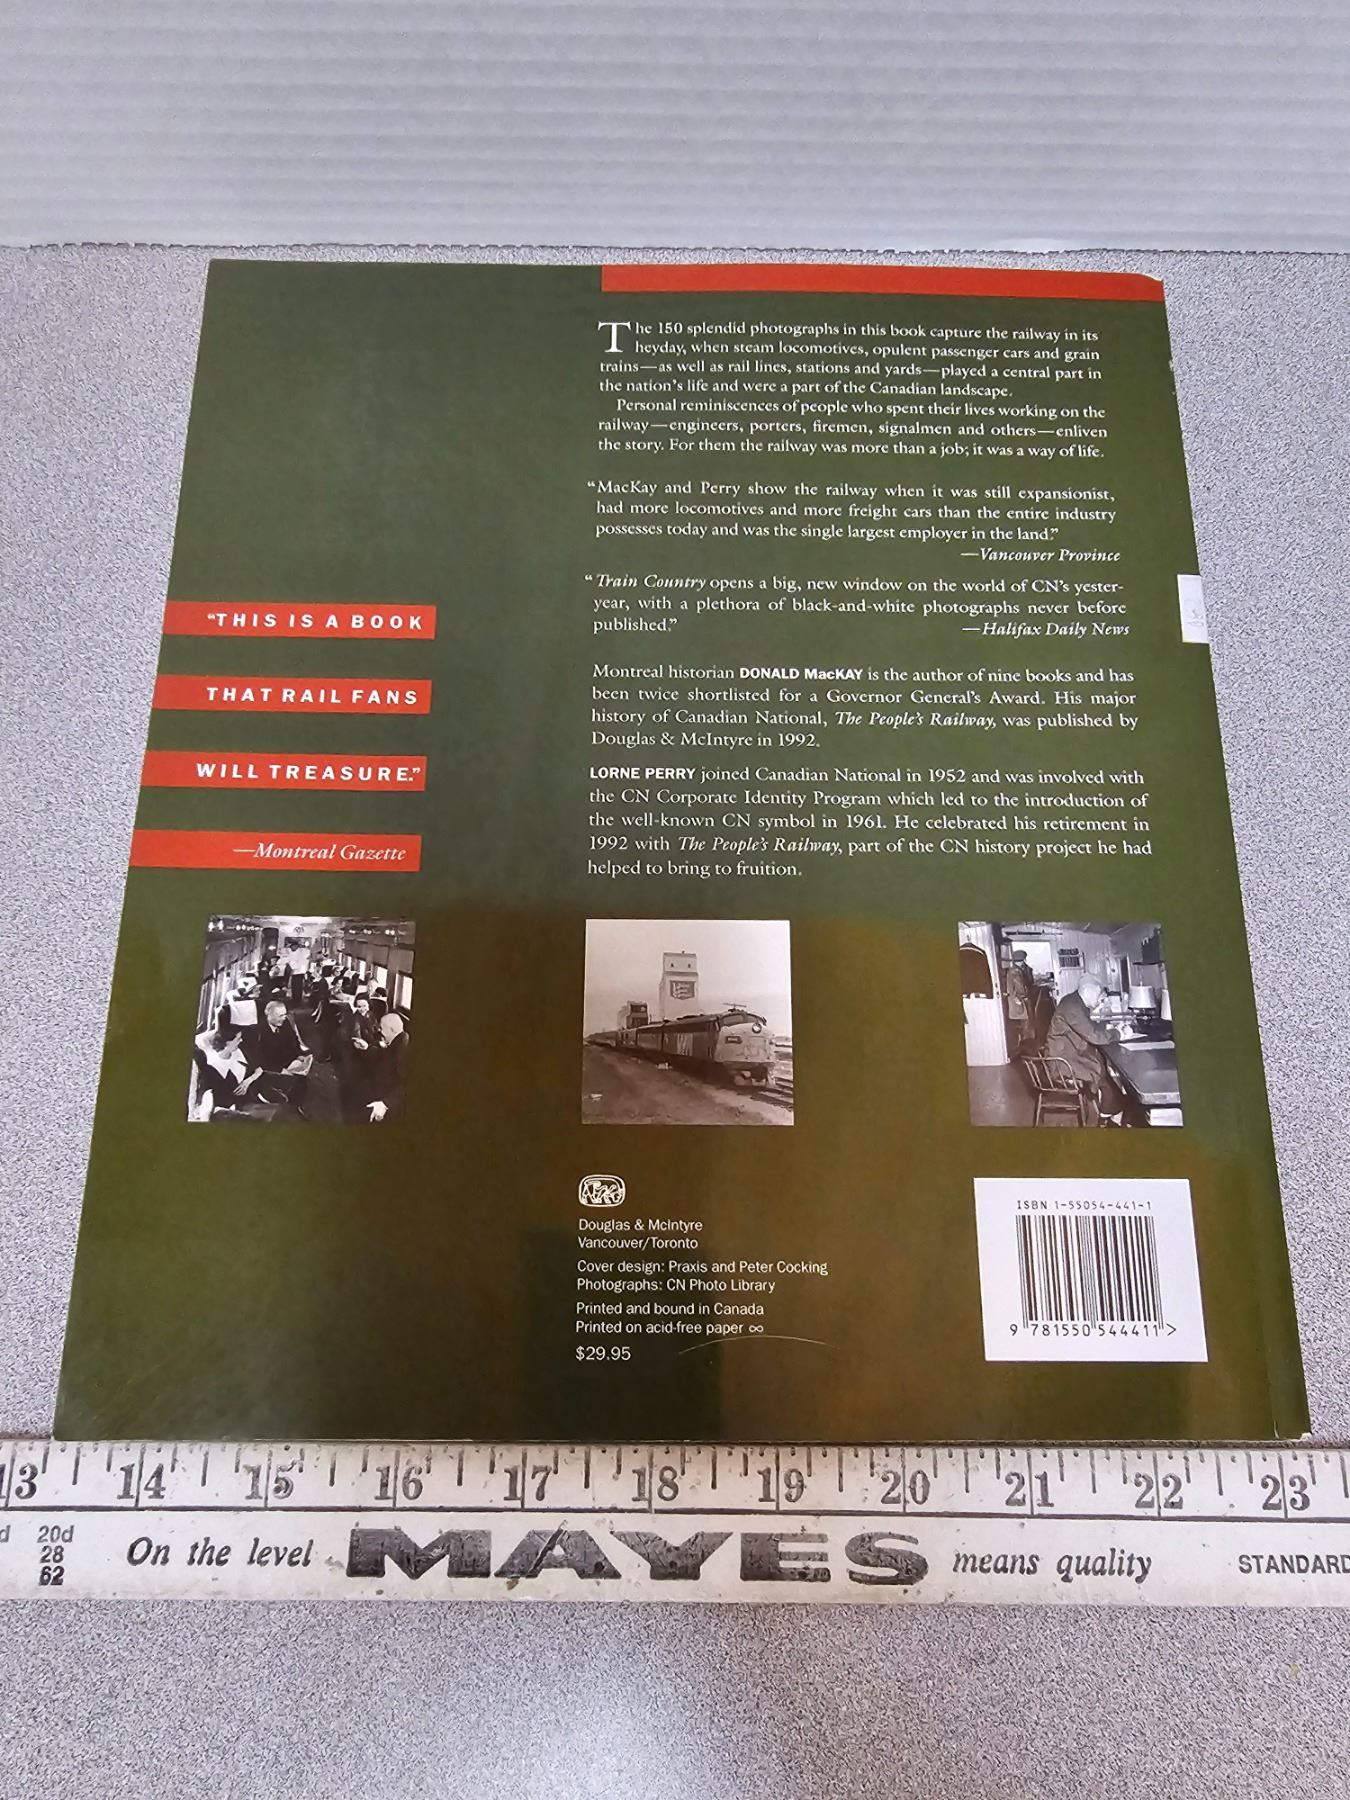 The 150 splendid photographs in this book capture the railway in its
heyday, when steam locomotives, opulent passenger cars and grain
trains—as well as rail lines, stations and yards—played a central part in
the nation's life and were a part of the Canadian landscape.
Personal reminiscences of people who spent their lives working on the
railway—engineers, porters, firemen, signalmen and others—enliven
the story. For them the railway was more than a job; it was a way of life.
“MacKay and Perry show the railway when it was still expansionist,
had more locomotives and more freight cars than the entire industry
possesses today and was the single largest employer in the land.”
—Vancouver Province
“Train Country opens a big, new window on the world of CN's yester-
year, with a plethora of black-and-white photographs never before
published.” —Halifax Daily News
“THIS IS A BOOK
THAT RAIL FANS
WILL TREASURE.”
—Montreal Gazette
Montreal historian DONALD MacKAY is the author of nine books and has
been twice shortlisted for a Governor General's Award. His major
history of Canadian National, The People's Railway, was published by
Douglas & McIntyre in 1992.
LORNE PERRY joined Canadian National in 1952 and was involved with
the CN Corporate Identity Program which led to the introduction of
the well-known CN symbol in 1961. He celebrated his retirement in
1992 with The People's Railway, part of the CN history project he had
helped to bring to fruition.
Douglas & McIntyre
Vancouver/Toronto
Cover design: Praxis and Peter Cocking
Photographs: CN Photo Library
Printed and bound in Canada
Printed on acid-free paper ∞
$29.95
ISBN 1-55054-441-1
9 781550 544411 >
13 14 15 16 17 18 19 20 21 22 23
d 20d
28
62
On the level MAYES means quality STANDARD